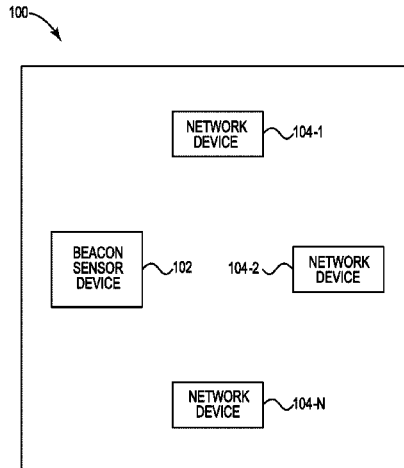 100
NETWORK
DEVICE
104-1
BEACON
SENSOR
DEVICE
102
104-2
NETWORK
DEVICE
NETWORK
DEVICE
104-N